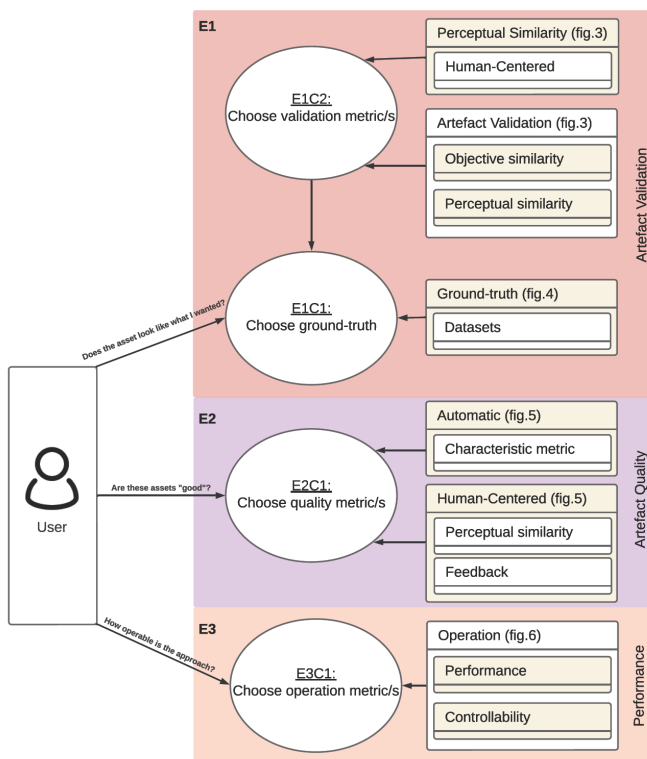 E1
Perceptual Similarity (fig.3)
Human-Centered
E1C2:
Choose validation metric/s
Artefact Validation (fig.3)
Objective similarity
Perceptual similarity
Artefact Validation
Does the asset look like what I wanted?
E1C1:
Choose ground-truth
Ground-truth (fig.4)
Datasets
User
E2
Automatic (fig.5)
Characteristic metric
Are these assets "good"?
E2C1:
Choose quality metric/s
Human-Centered (fig.5)
Perceptual similarity
Feedback
Artefact Quality
How operable is the approach?
E3
E3C1:
Choose operation metric/s
Operation (fig.6)
Performance
Controllability
Performance